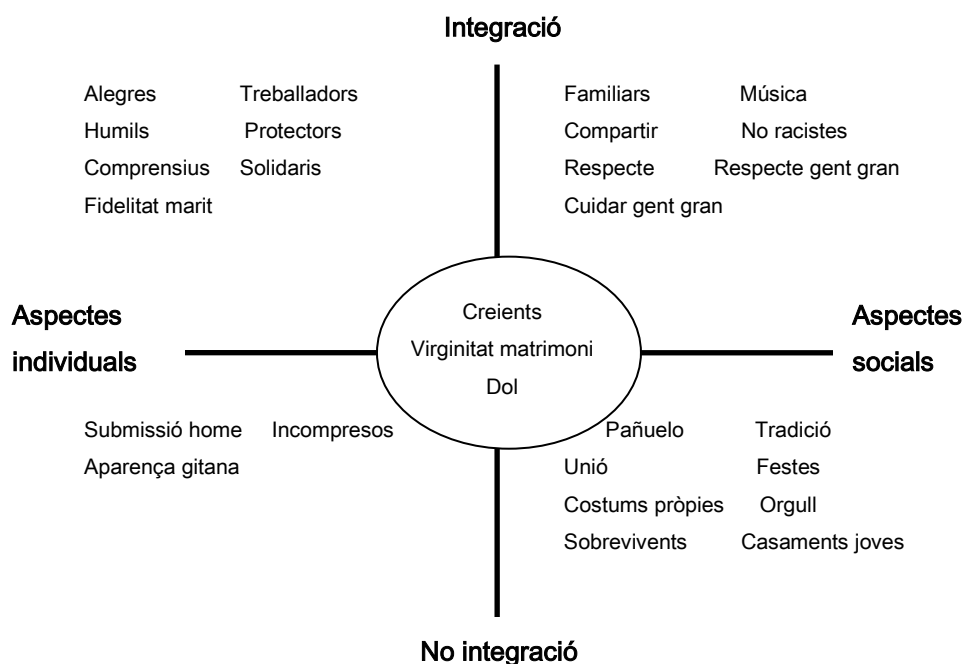 Integració
Alegres Treballadors
Humils Protectors
Comprensius Solidaris
Fidelitat marit
Familiars Música
Compartir No racistes
Respecte Respecte gent gran
Cuidar gent gran
Aspectes
individuals
Creients
Virginitat matrimoni
Dol
Aspectes
socials
Submissió home Incompresos
Aparença gitana
Pañuelo Tradició
Unió Festes
Costums pròpies Orgull
Sobrevivents Casaments joves
No integració